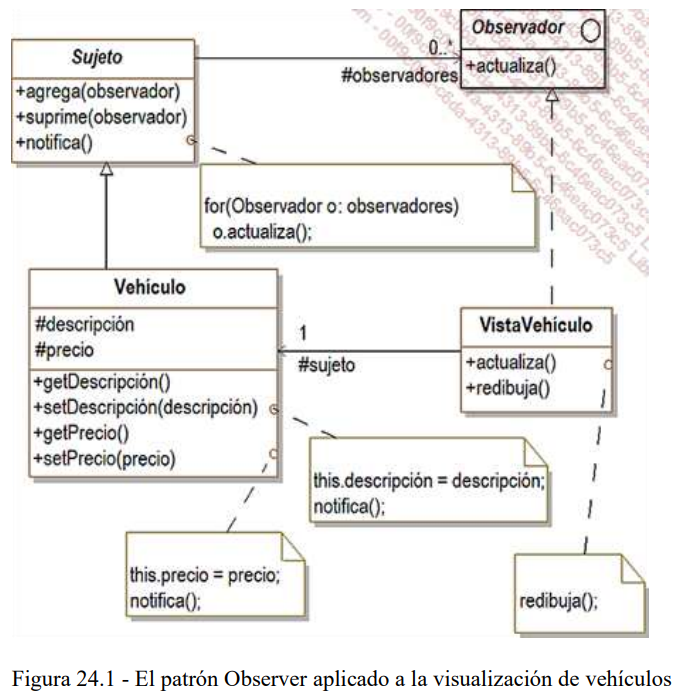 Sujeto
+agrega(observador)
+suprime(observador)
+notifica()
0..*
#observadores
Observador
+actualiza()
for(Observador o: observadores)
o.actualiza();
Vehículo
#descripción
#precio
+getDescripción()
+setDescripción(descripción)
+getPrecio()
+setPrecio(precio)
1
#sujeto
VistaVehículo
+actualiza()
+redibuja()
this.descripción = descripción;
notifica();
this.precio = precio;
notifica();
redibuja();
Figura 24.1 - El patrón Observer aplicado a la visualización de vehículos